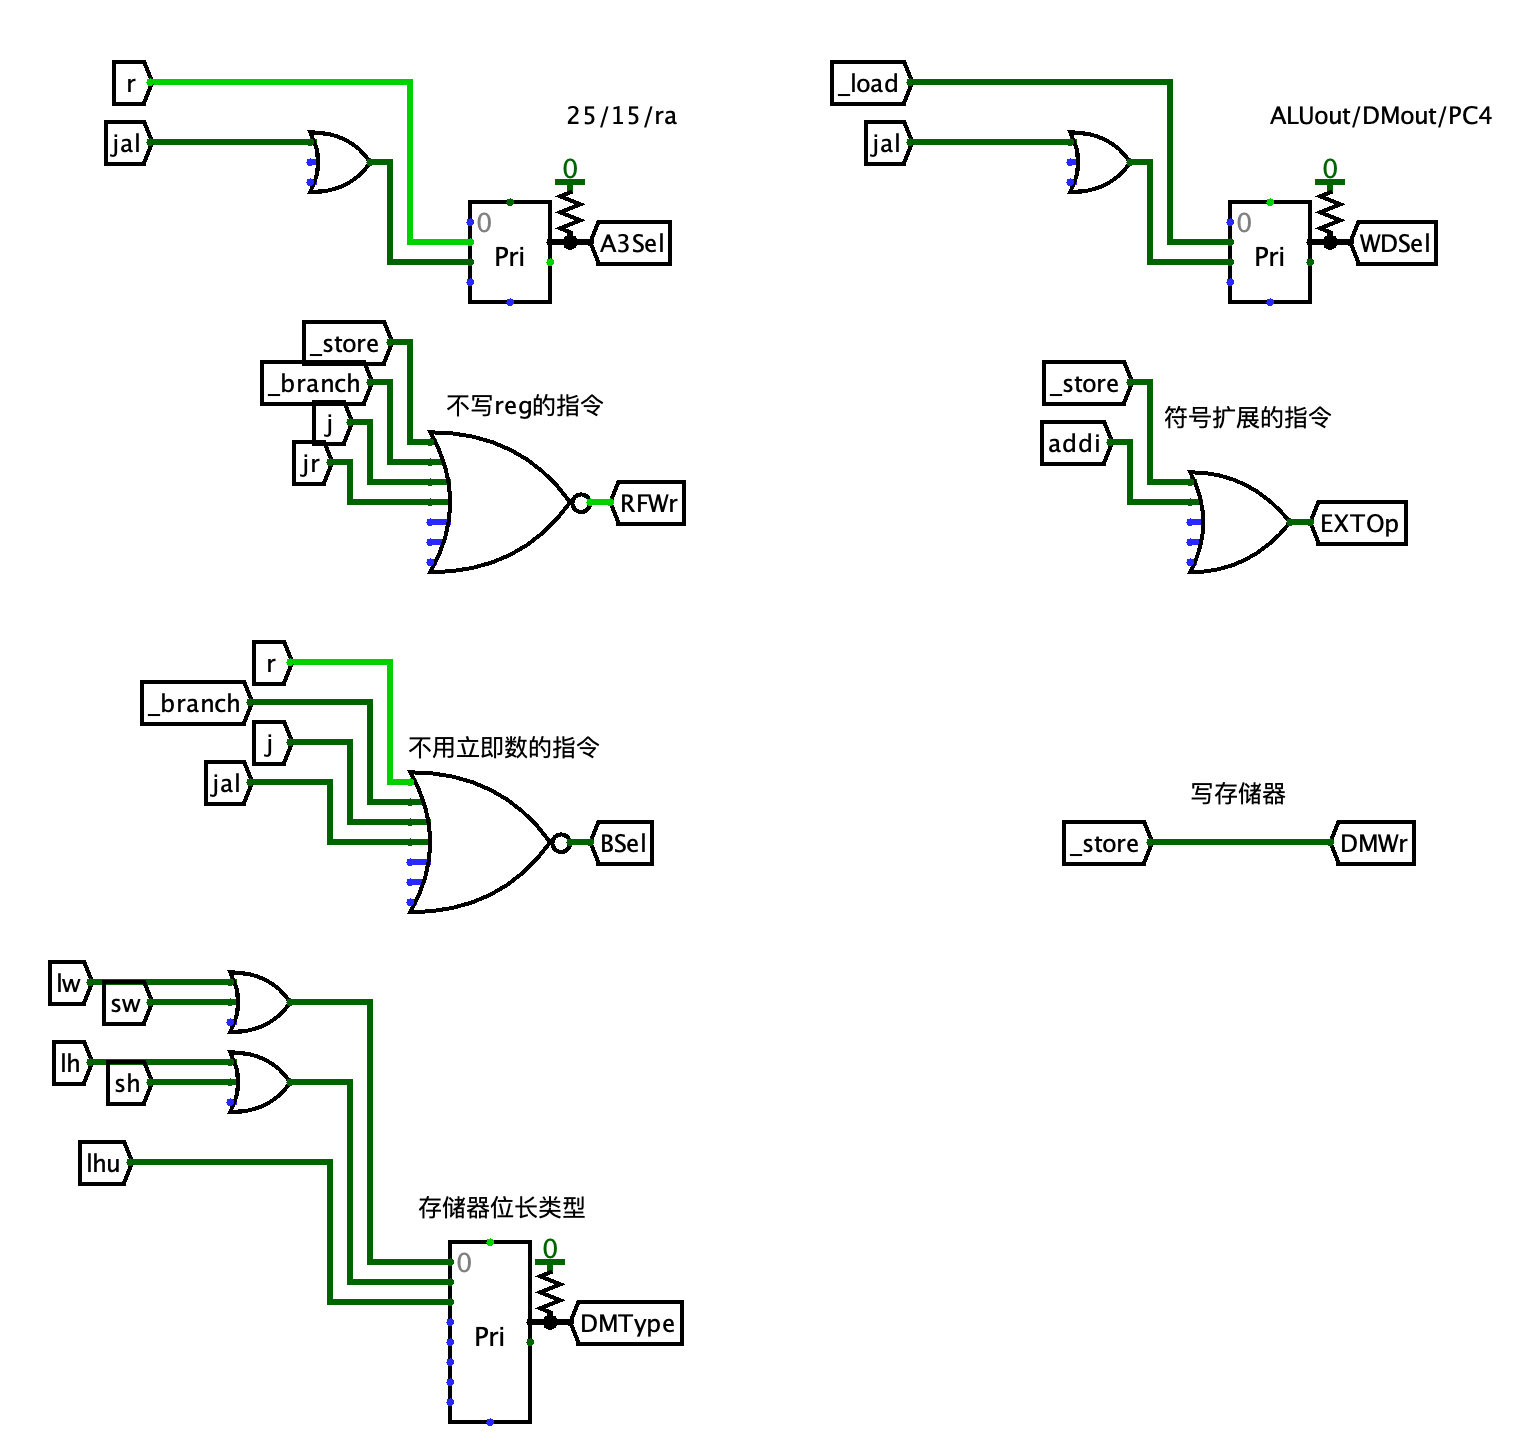 r
jal
25/15/ra
0
0
Pri
A3Sel
_load
jal
ALUout/DMout/PC4
0
0
Pri
WDSel
_store
_branch
j
jr
不写reg的指令
RFWr
_store
addi
符号扩展的指令
EXTOp
r
_branch
j
jal
不用立即数的指令
BSel
写存储器
_store
DMWr
lw
sw
lh
sh
lhu
存储器位长类型
0
0
Pri
DMType